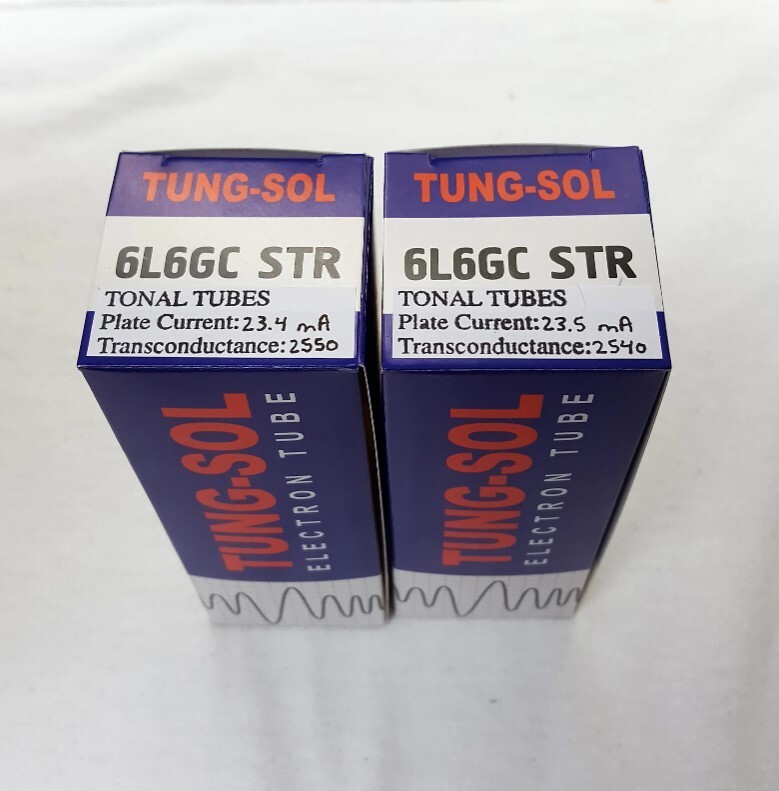 TUNG-SOL
6L6GC STR
TONAL TUBES
Plate Current:23.4 mA
Transconductance:2550
TUNG-SOL
ELECTRON TUBE
TUNG-SOL
6L6GC STR
TONAL TUBES
Plate Current:23.5 mA
Transconductance:2540
TUNG-SOL
ELECTRON TUBE